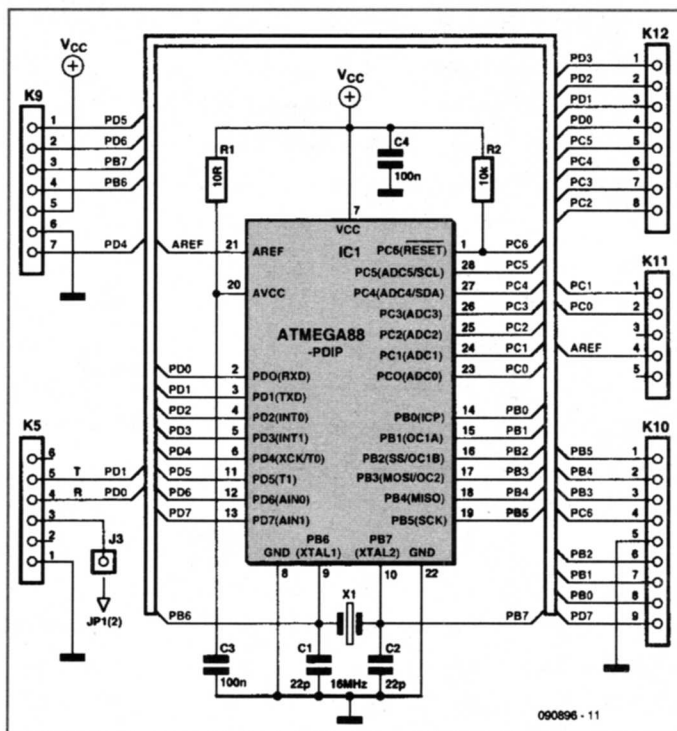 K12
VCC
PD3 1
PD2 2
PD1 3
PD0 4
PC5 5
PC4 6
PC3 7
PC2 8
K9
1 PD5
2 PD6
3 PB7
4 PB6
5
6
7 PD4
VCC
R1
10R
C4
100n
R2
10k
7
VCC
IC1
ATMEGA88
-PDIP
AREF 21 AREF
20 AVCC
PD0 2 PD0(RXD)
PD1 3 PD1(TXD)
PD2 4 PD2(INT0)
PD3 5 PD3(INT1)
PD4 6 PD4(XCK/T0)
PD5 11 PD5(T1)
PD6 12 PD6(AIN0)
PD7 13 PD7(AIN1)
PC6(RESET) 1 PC6
PC5(ADC5/SCL) 28 PC5
PC4(ADC4/SDA) 27 PC4
PC3(ADC3) 26 PC3
PC2(ADC2) 25 PC2
PC1(ADC1) 24 PC1
PC0(ADC0) 23 PC0
PB0(ICP) 14 PB0
PB1(OC1A) 15 PB1
PB2(SS/OC1B) 16 PB2
PB3(MOSI/OC2) 17 PB3
PB4(MISO) 18 PB4
PB5(SCK) 19 PB5
PB6 PB7
GND (XTAL1) (XTAL2) GND
8 9 10 22
K11
PC1 1
PC0 2
3
AREF 4
5
K5
6
5 T PD1
4 R PD0
3
2
1
J3
JP1(2)
K10
PB5 1
PB4 2
PB3 3
PC6 4
5
PB2 6
PB1 7
PB0 8
PD7 9
PB6 X1 PB7
C3 C1 C2
100n 22p 16MHz 22p
090896 - 11